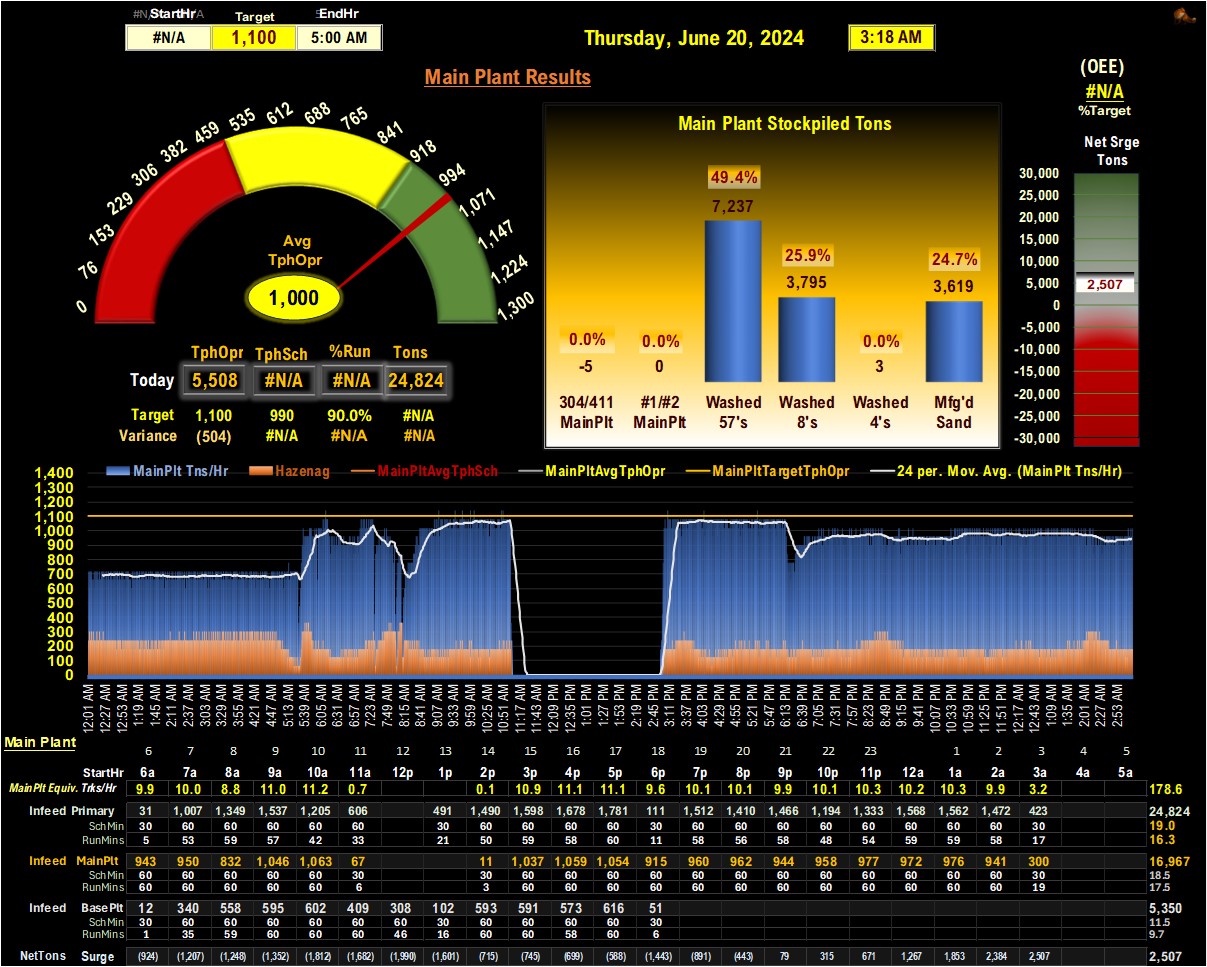 StartHr Target EndHr
#N/A 1,100 5:00 AM
Thursday, June 20, 2024 3:18 AM
Main Plant Results
(OEE)
#N/A
%Target
Net Srge
Tons
0 76 153 229 306 382 459 535 612 688 765 841 918 994 1,071 1,147 1,224 1,300
Avg
TphOpr
1,000
TphOpr TphSch %Run Tons
Today 5,508 #N/A #N/A 24,824
Target 1,100 990 90.0% #N/A
Variance (504) #N/A #N/A #N/A
Main Plant Stockpiled Tons
49.4%
7,237
25.9%
3,795
24.7%
3,619
0.0% 0.0% 0.0%
-5 0 3
304/411 #1/#2 Washed Washed Washed Mfg'd
MainPlt MainPlt 57's 8's 4's Sand
30,000
25,000
20,000
15,000
10,000
5,000
2,507
0
-5,000
-10,000
-15,000
-20,000
-25,000
-30,000
MainPlt Tns/Hr Hazenag MainPltAvgTphSch MainPltAvgTphOpr MainPltTargetTphOpr 24 per. Mov. Avg. (MainPlt Tns/Hr)
1,400
1,300
1,200
1,100
1,000
900
800
700
600
500
400
300
200
100
0
12:01 AM 12:27 AM 12:53 AM 1:19 AM 1:45 AM 2:11 AM 2:37 AM 3:03 AM 3:29 AM 3:55 AM 4:21 AM 4:47 AM 5:13 AM 5:39 AM 6:05 AM 6:31 AM 6:57 AM 7:23 AM 7:49 AM 8:15 AM 8:41 AM 9:07 AM 9:33 AM 9:59 AM 10:25 AM 10:51 AM 11:17 AM 11:43 AM 12:09 PM 12:35 PM 1:01 PM 1:27 PM 1:53 PM 2:19 PM 2:45 PM 3:11 PM 3:37 PM 4:03 PM 4:29 PM 4:55 PM 5:21 PM 5:47 PM 6:13 PM 6:39 PM 7:05 PM 7:31 PM 7:57 PM 8:23 PM 8:49 PM 9:15 PM 9:41 PM 10:07 PM 10:33 PM 10:59 PM 11:25 PM 11:51 PM 12:17 AM 12:43 AM 1:09 AM 1:35 AM 2:01 AM 2:27 AM 2:53 AM
Main Plant
6 7 8 9 10 11 12 13 14 15 16 17 18 19 20 21 22 23 1 2 3 4 5
StartHr 6a 7a 8a 9a 10a 11a 12p 1p 2p 3p 4p 5p 6p 7p 8p 9p 10p 11p 12a 1a 2a 3a 4a 5a
MainPlt Equiv. Trks/Hr 9.9 10.0 8.8 11.0 11.2 0.7 0.1 10.9 11.1 11.1 9.6 10.1 10.1 9.9 10.1 10.3 10.2 10.3 9.9 3.2 178.6
Infeed Primary 31 1,007 1,349 1,537 1,205 606 491 1,490 1,598 1,678 1,781 111 1,512 1,410 1,466 1,194 1,333 1,568 1,562 1,472 423 24,824
SchMin 30 60 60 60 60 60 30 60 60 60 60 30 60 60 60 60 60 60 60 60 30 19.0
RunMins 5 53 59 57 42 33 21 50 59 58 60 11 58 56 58 48 54 59 59 58 17 16.3
Infeed MainPlt 943 950 832 1,046 1,063 67 11 1,037 1,059 1,054 915 960 962 944 958 977 972 976 941 300 16,967
SchMin 60 60 60 60 60 30 30 60 60 60 60 60 60 60 60 60 60 60 60 30 18.5
RunMins 60 60 60 60 60 6 3 60 60 60 60 60 60 60 60 60 60 60 60 19 17.5
Infeed BasePlt 12 340 558 595 602 409 308 102 593 591 573 616 51 5,350
SchMin 30 60 60 60 60 60 60 30 60 60 60 60 30 11.5
RunMins 1 35 59 60 60 60 46 16 60 60 58 60 6 9.7
NetTons Surge (924) (1,207) (1,248) (1,352) (1,812) (1,682) (1,990) (1,601) (715) (745) (699) (588) (1,443) (891) (443) 79 315 671 1,267 1,853 2,384 2,507 2,507